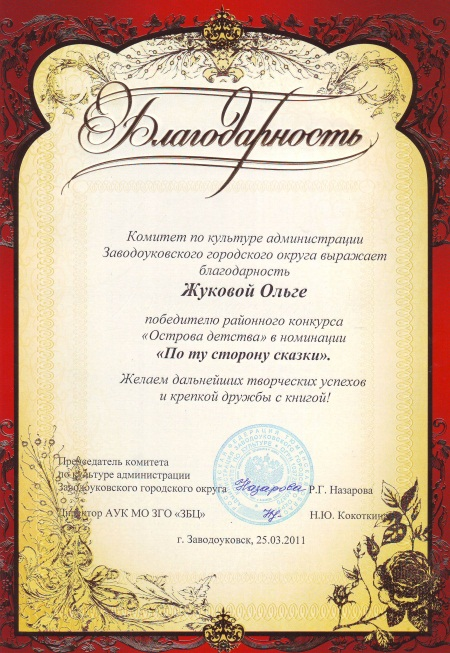 Благодарность
Комитет по культуре администрации
Заводоуковского городского округа выражает
благодарность
Жуковой Ольге
победителю районного конкурса
«Острова детства» в номинации
«По ту сторону сказки».
Желаем дальнейших творческих успехов
и крепкой дружбы с книгой!
Председатель комитета
по культуре администрации
Заводоуковского городского округа Назарова Р.Г. Назарова
Директор АУК МО ЗГО «ЗБЦ» Н.Ю. Кокоткина
г. Заводоуковск, 25.03.2011